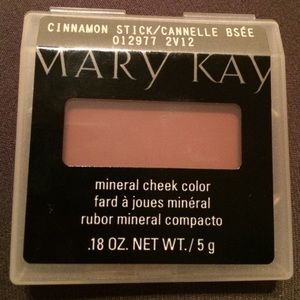 CINNAMON STICK/CANNELLE BSÉE
012977 2V12
MARY KAY
mineral cheek color
fard à joues minéral
rubor mineral compacto
.18 OZ. NET WT./5 g